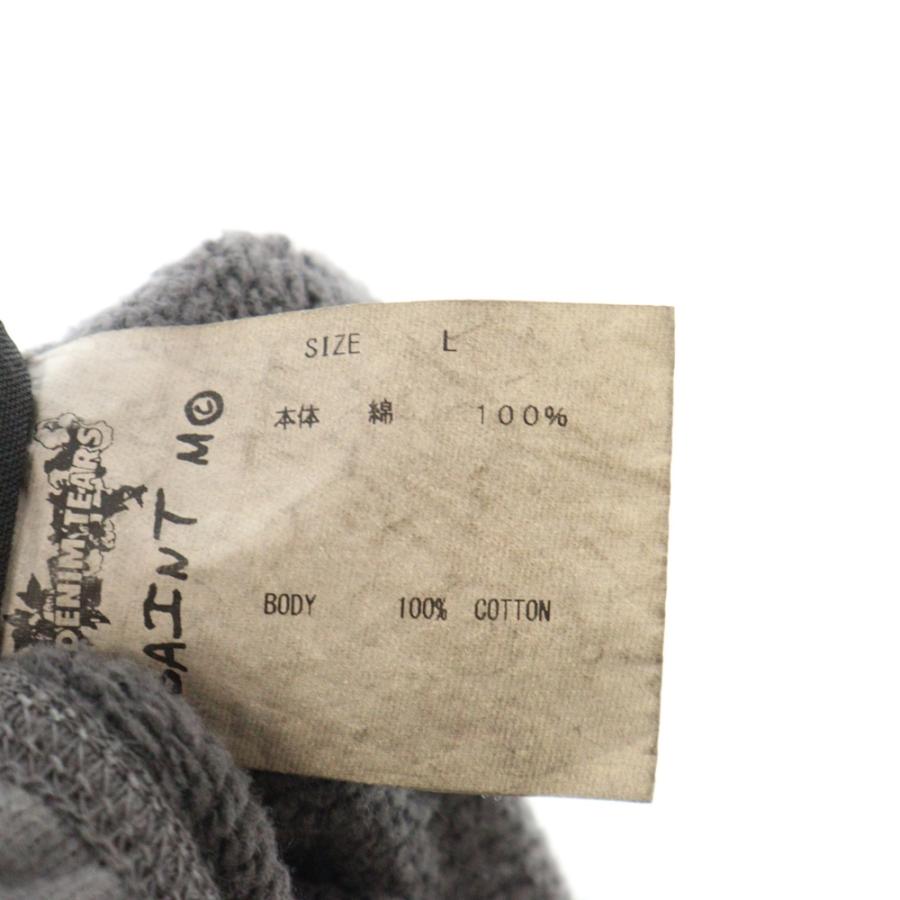 SIZE L
本体 綿 100%
BODY 100% COTTON
DENIM TEARS
SAINT M©